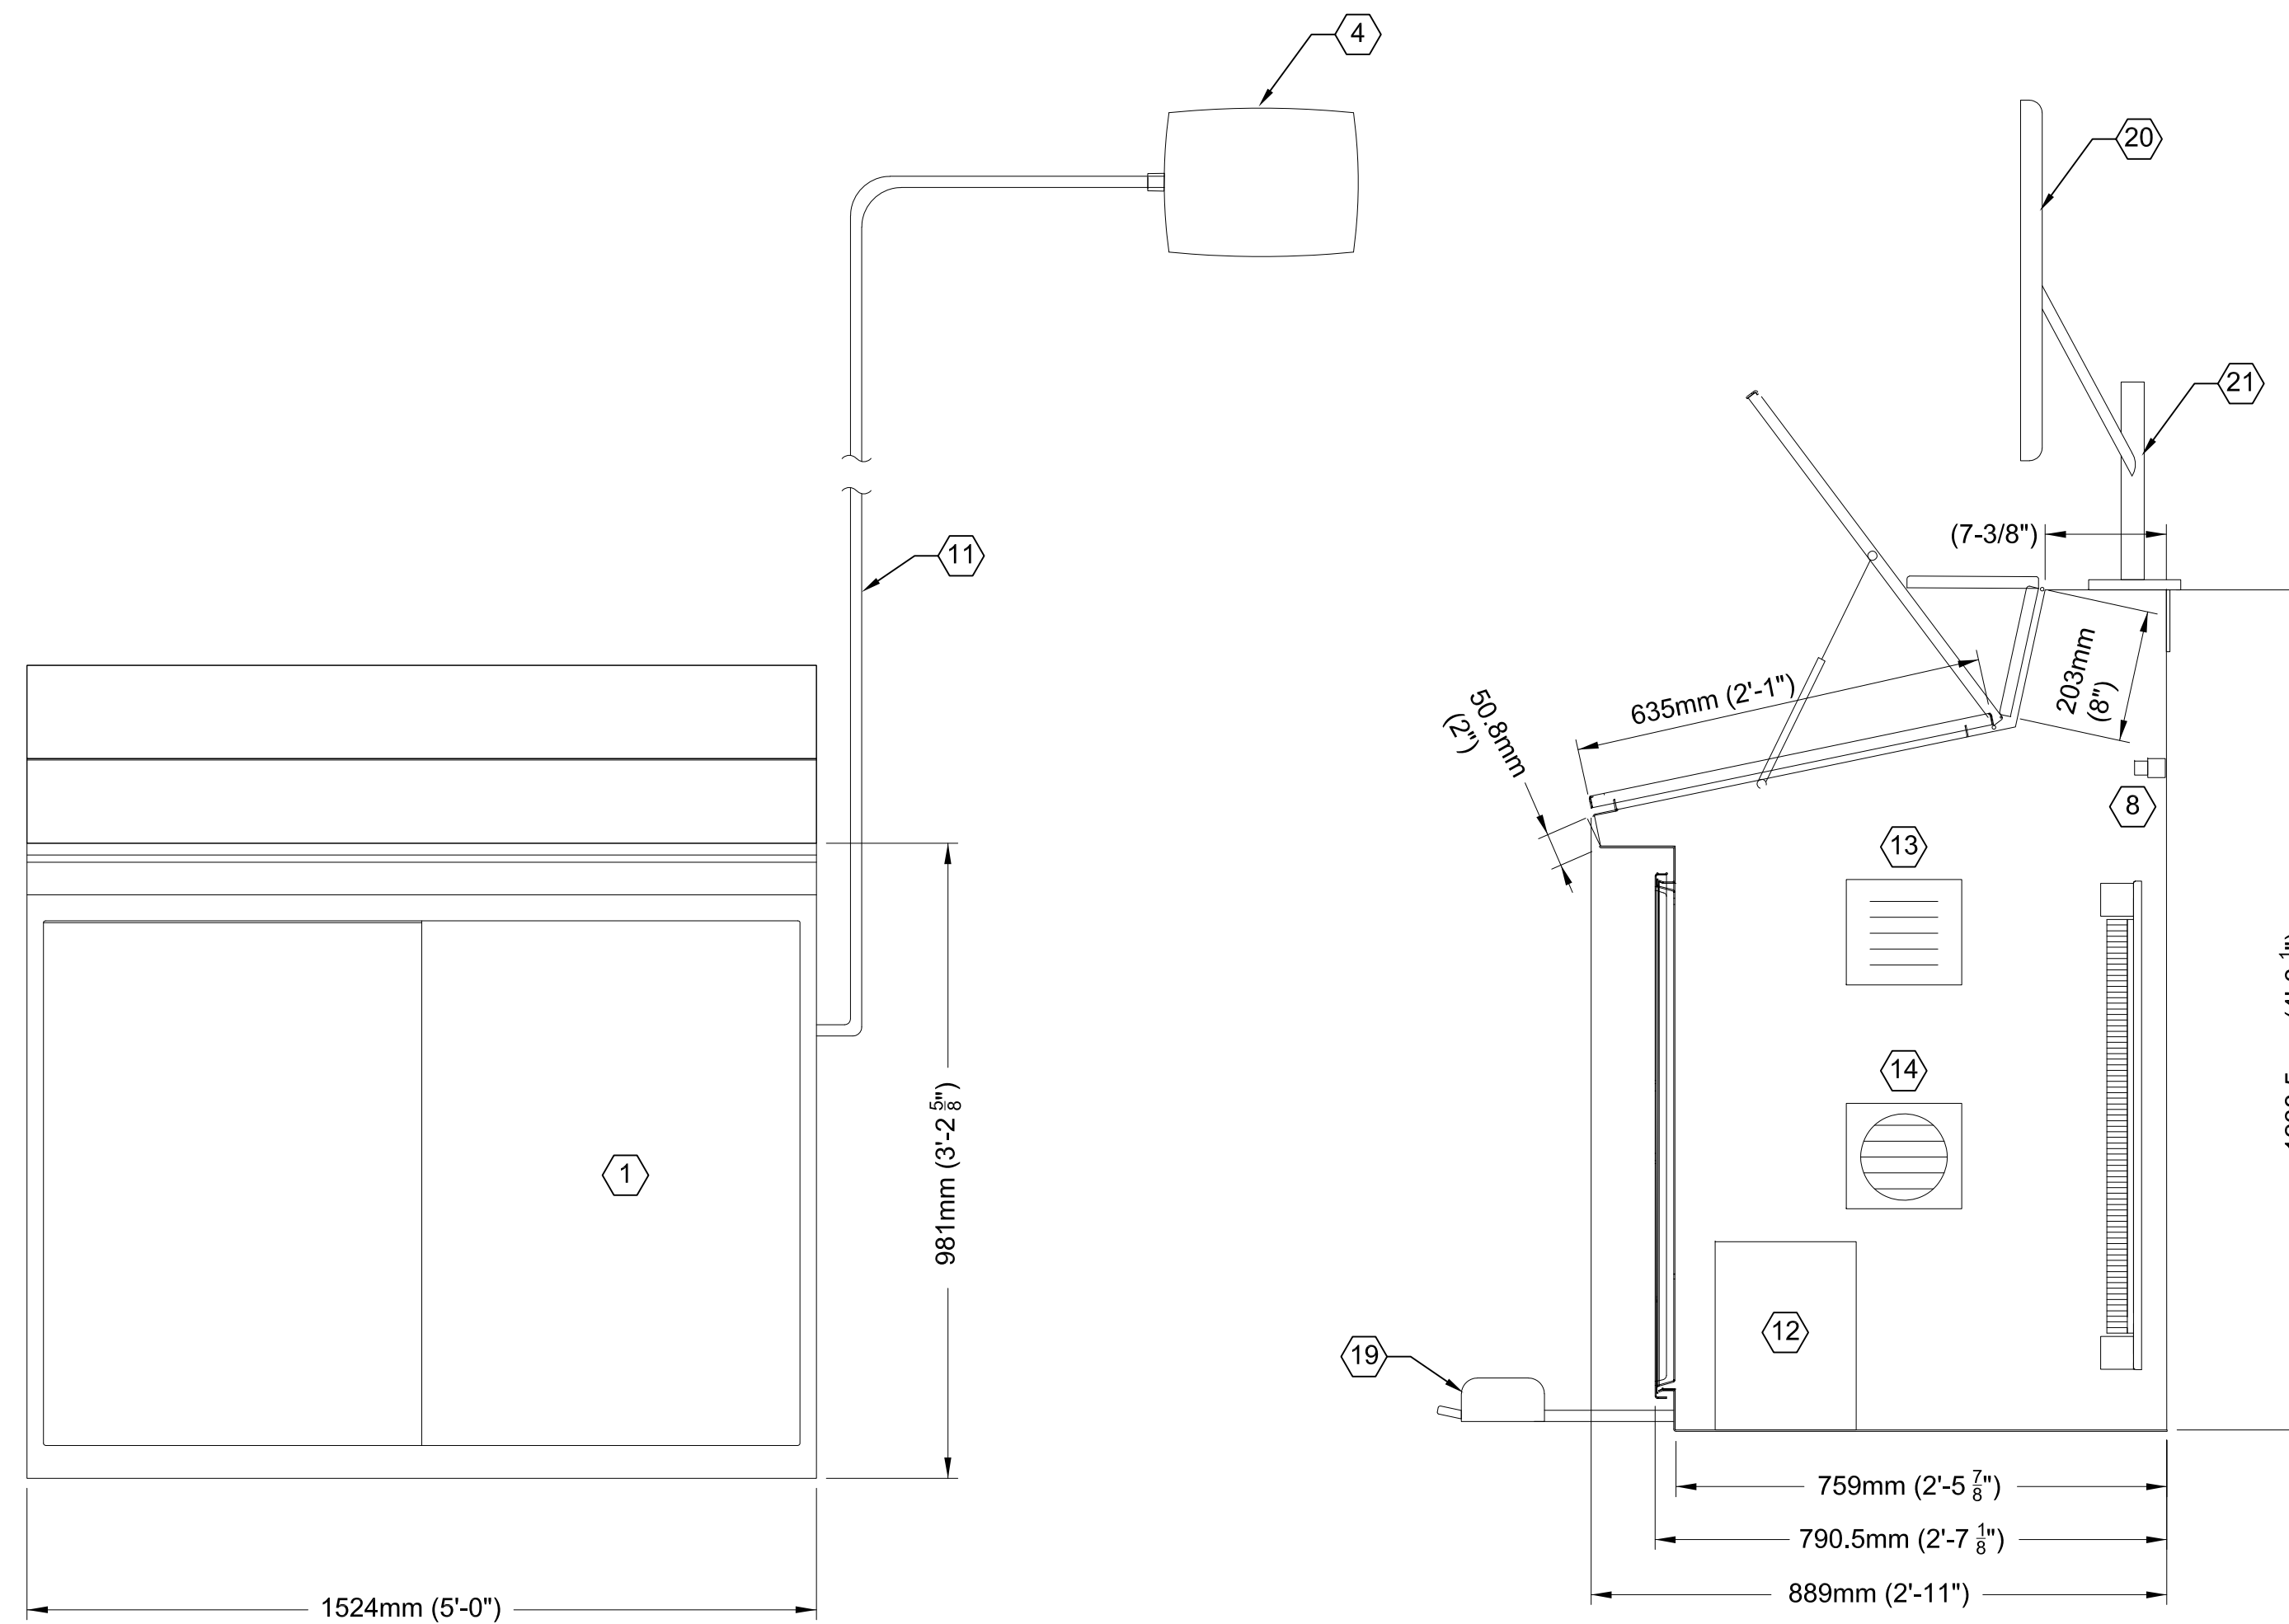 4
20
21
(7-3/8")
11
203mm
(8")
635mm (2'-1")
50.8mm
(2")
8
13
14
981mm (3'-2 5/8")
1
12
19
759mm (2'-5 7/8")
790.5mm (2'-7 1/8")
889mm (2'-11")
1524mm (5'-0")